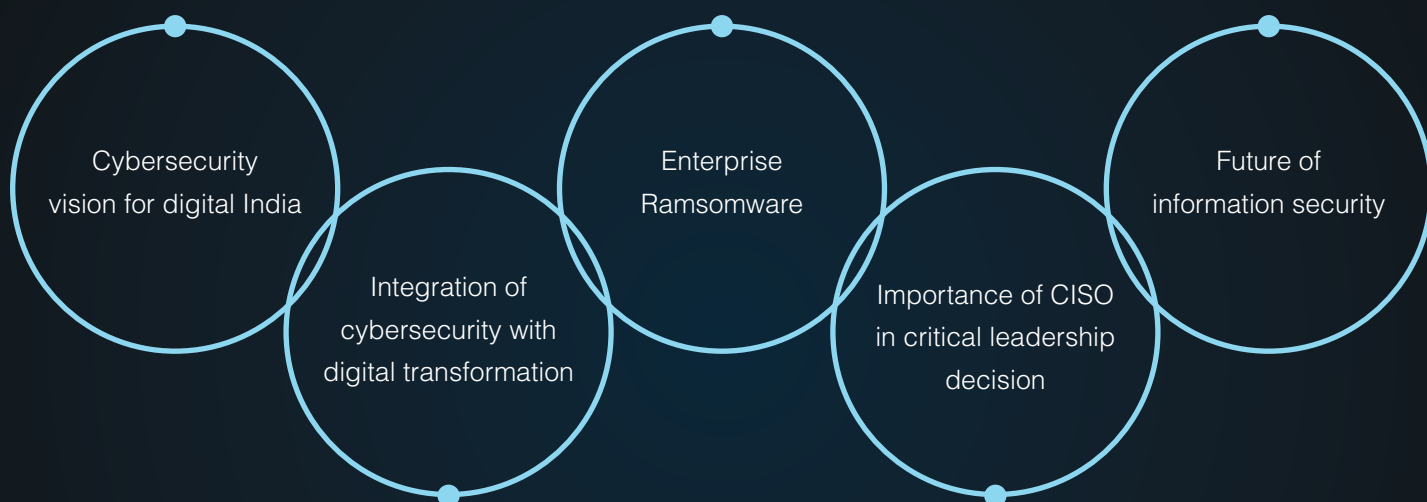 Cybersecurity
vision for digital India
Integration of
cybersecurity with
digital transformation
Enterprise
Ramsomware
Importance of CISO
in critical leadership
decision
Future of
information security